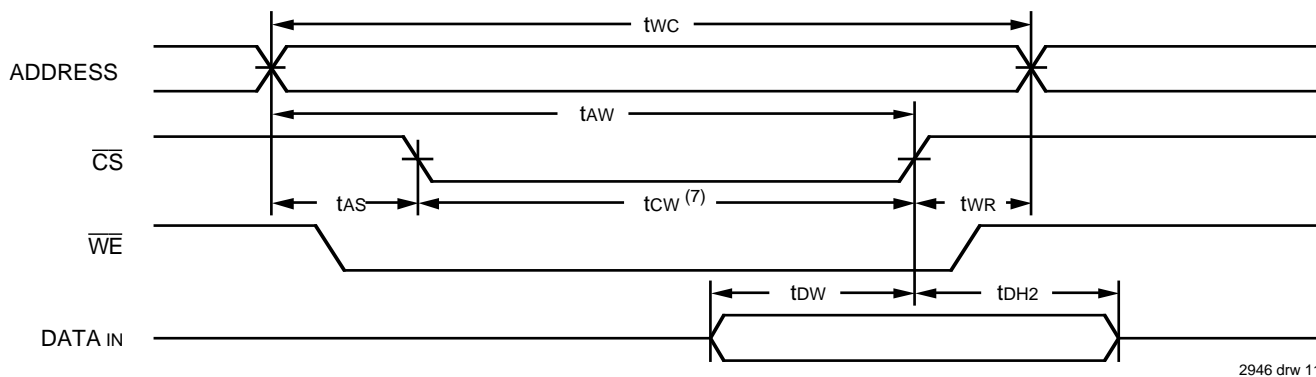 tWC
ADDRESS
tAW
CS
tAS
tCW (7)
tWR
WE
tDW
tDH2
DATA IN
2946 drw 11